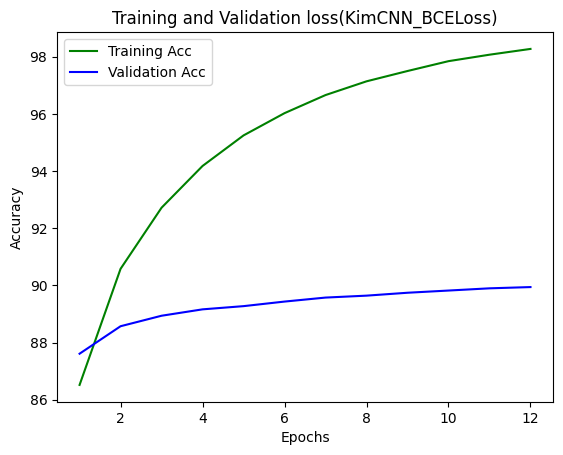 Training and Validation loss(KimCNN_BCELoss)
Training Acc
Validation Acc
Accuracy
98
96
94
92
90
88
86
2 4 6 8 10 12
Epochs